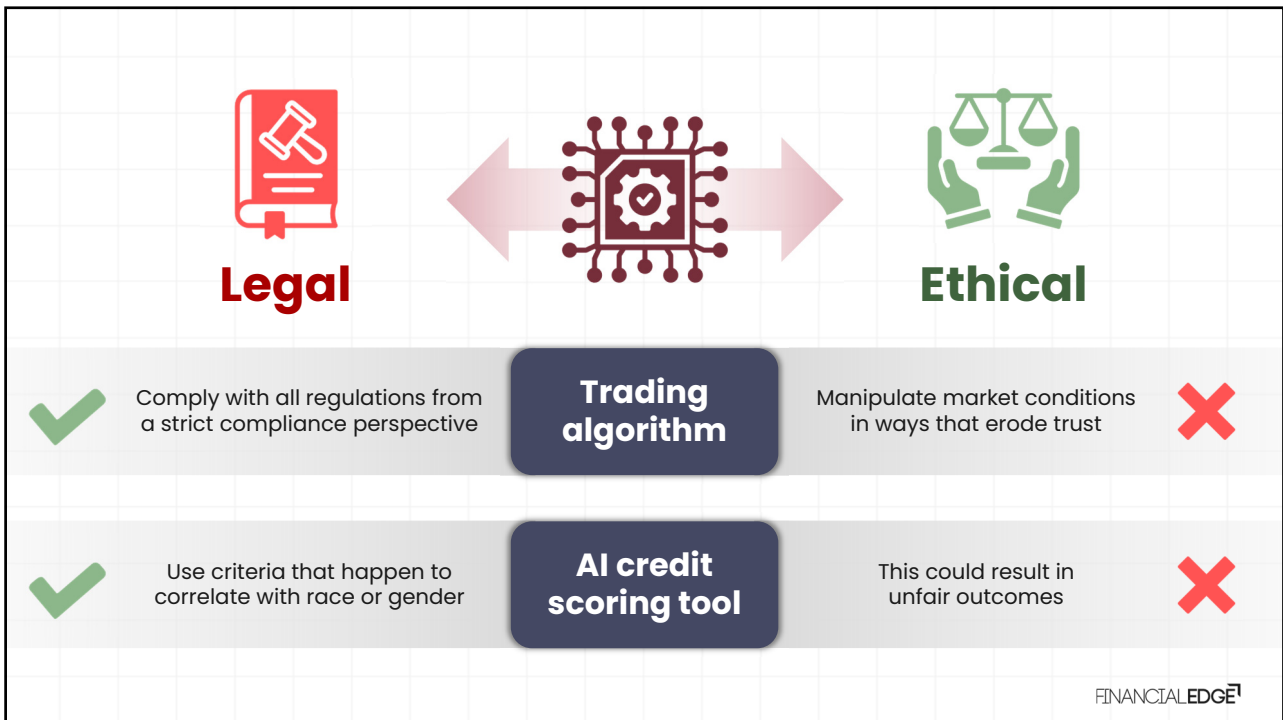 Legal
Ethical
Comply with all regulations from
a strict compliance perspective
Trading
algorithm
Manipulate market conditions
in ways that erode trust
Use criteria that happen to
correlate with race or gender
AI credit
scoring tool
This could result in
unfair outcomes
FINANCIALEDGE